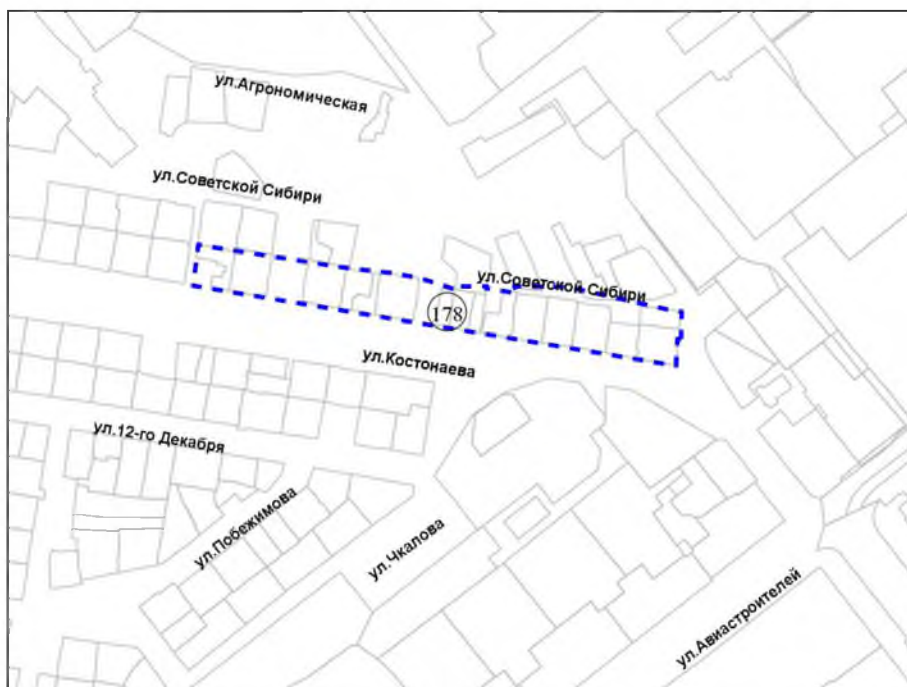 ул.Агрономическая
ул.Советской Сибири
ул.Советской Сибири
178
ул.Костонаева
ул.12-го Декабря
ул.Побежимова
ул.Чкалова
ул.Авиастроителей